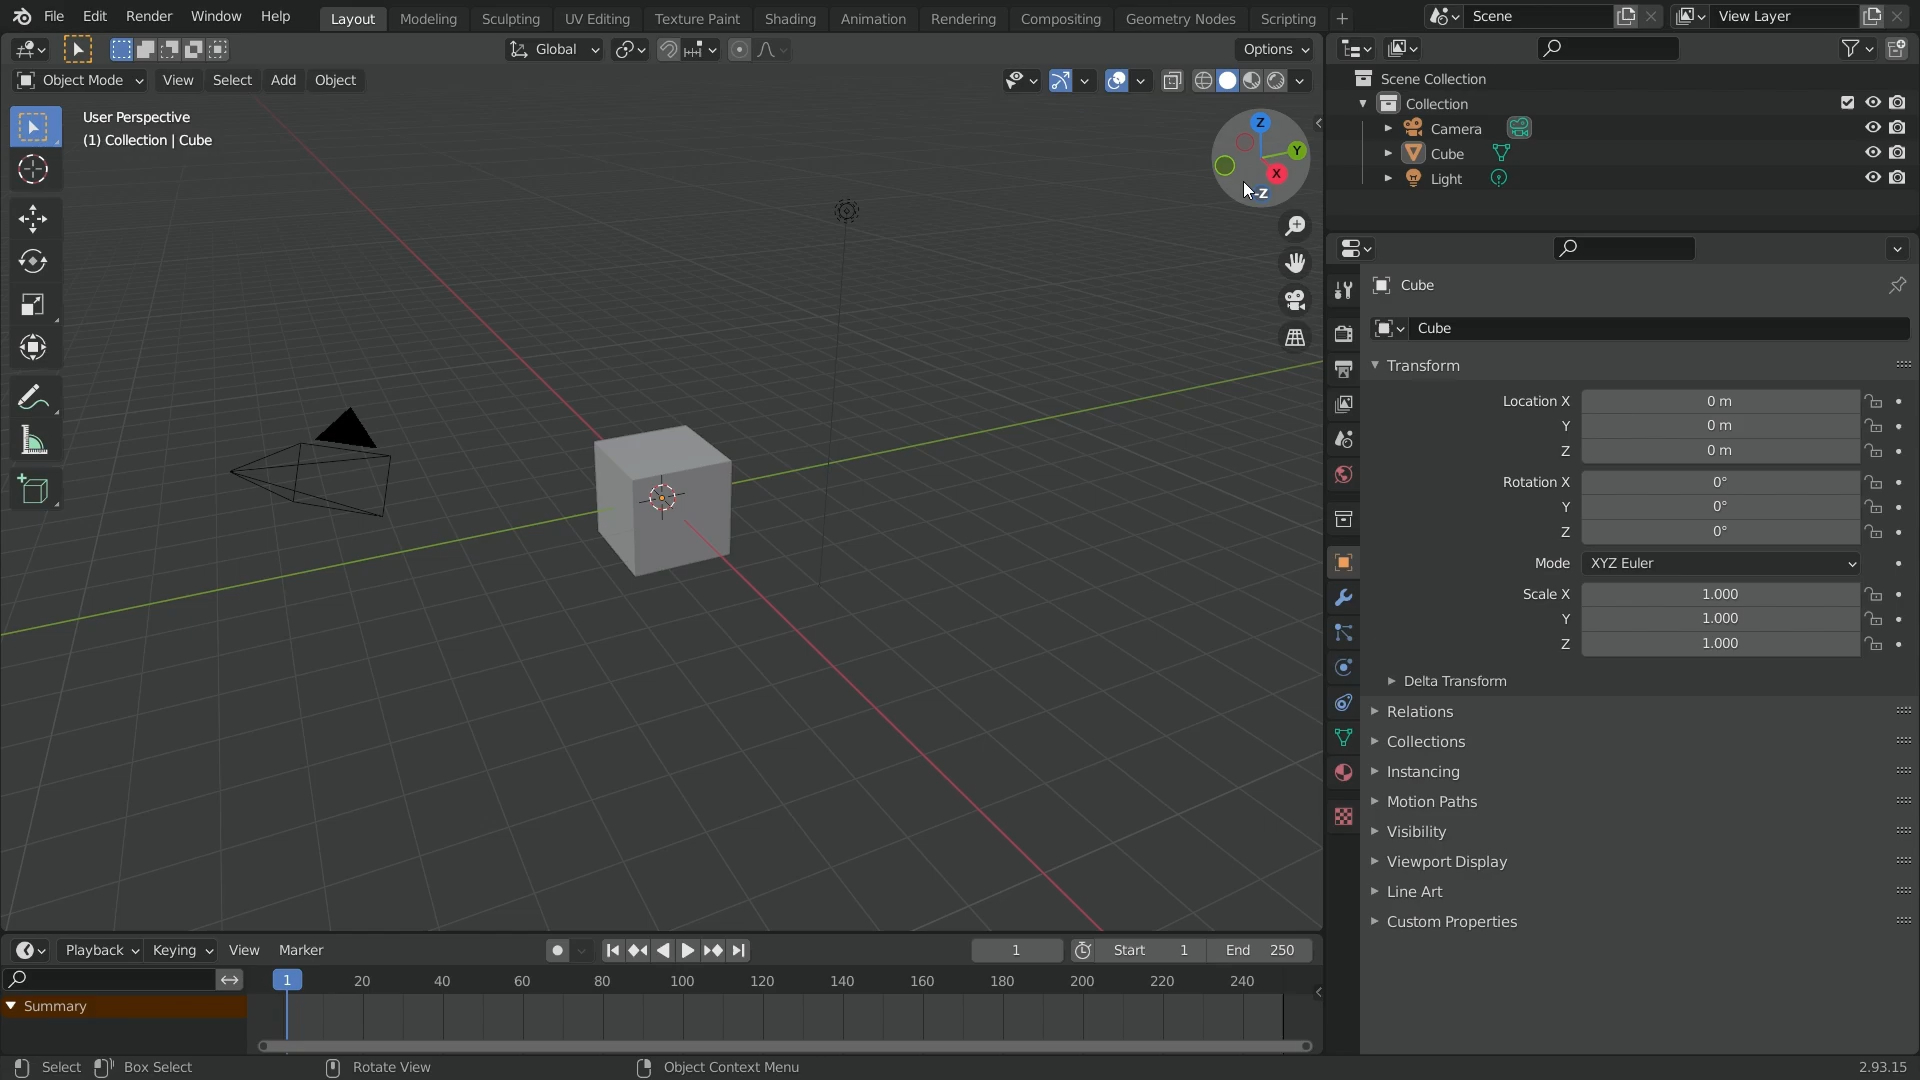 File Edit Render Window Help Layout Modeling Sculpting UV Editing Texture Paint Shading Animation Rendering Compositing Geometry Nodes Scripting + Scene View Layer
Global Options
Object Mode View Select Add Object
User Perspective
(1) Collection | Cube
Z
Y
X
-Z
Scene Collection
Collection
Camera
Cube
Light
Cube
Cube
Transform
Location X 0 m
Y 0 m
Z 0 m
Rotation X 0°
Y 0°
Z 0°
Mode XYZ Euler
Scale X 1.000
Y 1.000
Z 1.000
Delta Transform
Relations
Collections
Instancing
Motion Paths
Visibility
Viewport Display
Line Art
Custom Properties
Playback Keying View Marker 1 Start 1 End 250
1 20 40 60 80 100 120 140 160 180 200 220 240
Summary
Select Box Select Rotate View Object Context Menu 2.93.15